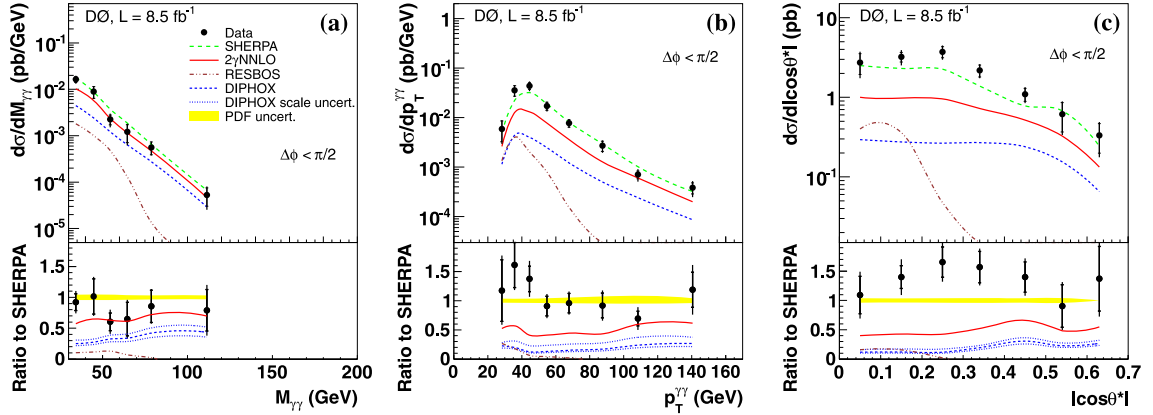 DØ, L = 8.5 fb⁻¹ (a)
Data
SHERPA
2γNNLO
RESBOS
DIPHOX
DIPHOX scale uncert.
PDF uncert.
Δφ < π/2
dσ/dM_γγ (pb/GeV)
10⁻¹
10⁻²
10⁻³
10⁻⁴
10⁻⁵
Ratio to SHERPA
1.5
1
0.5
0
50 100 150 200
M_γγ (GeV)
DØ, L = 8.5 fb⁻¹ (b)
Δφ < π/2
dσ/dp_T^γγ (pb/GeV)
1
10⁻¹
10⁻²
10⁻³
10⁻⁴
Ratio to SHERPA
1.5
1
0.5
0
20 40 60 80 100 120 140 160
p_T^γγ (GeV)
DØ, L = 8.5 fb⁻¹ (c)
Δφ < π/2
dσ/d|cosθ*| (pb)
10
1
10⁻¹
Ratio to SHERPA
1.5
1
0.5
0
0 0.1 0.2 0.3 0.4 0.5 0.6 0.7
|cosθ*|